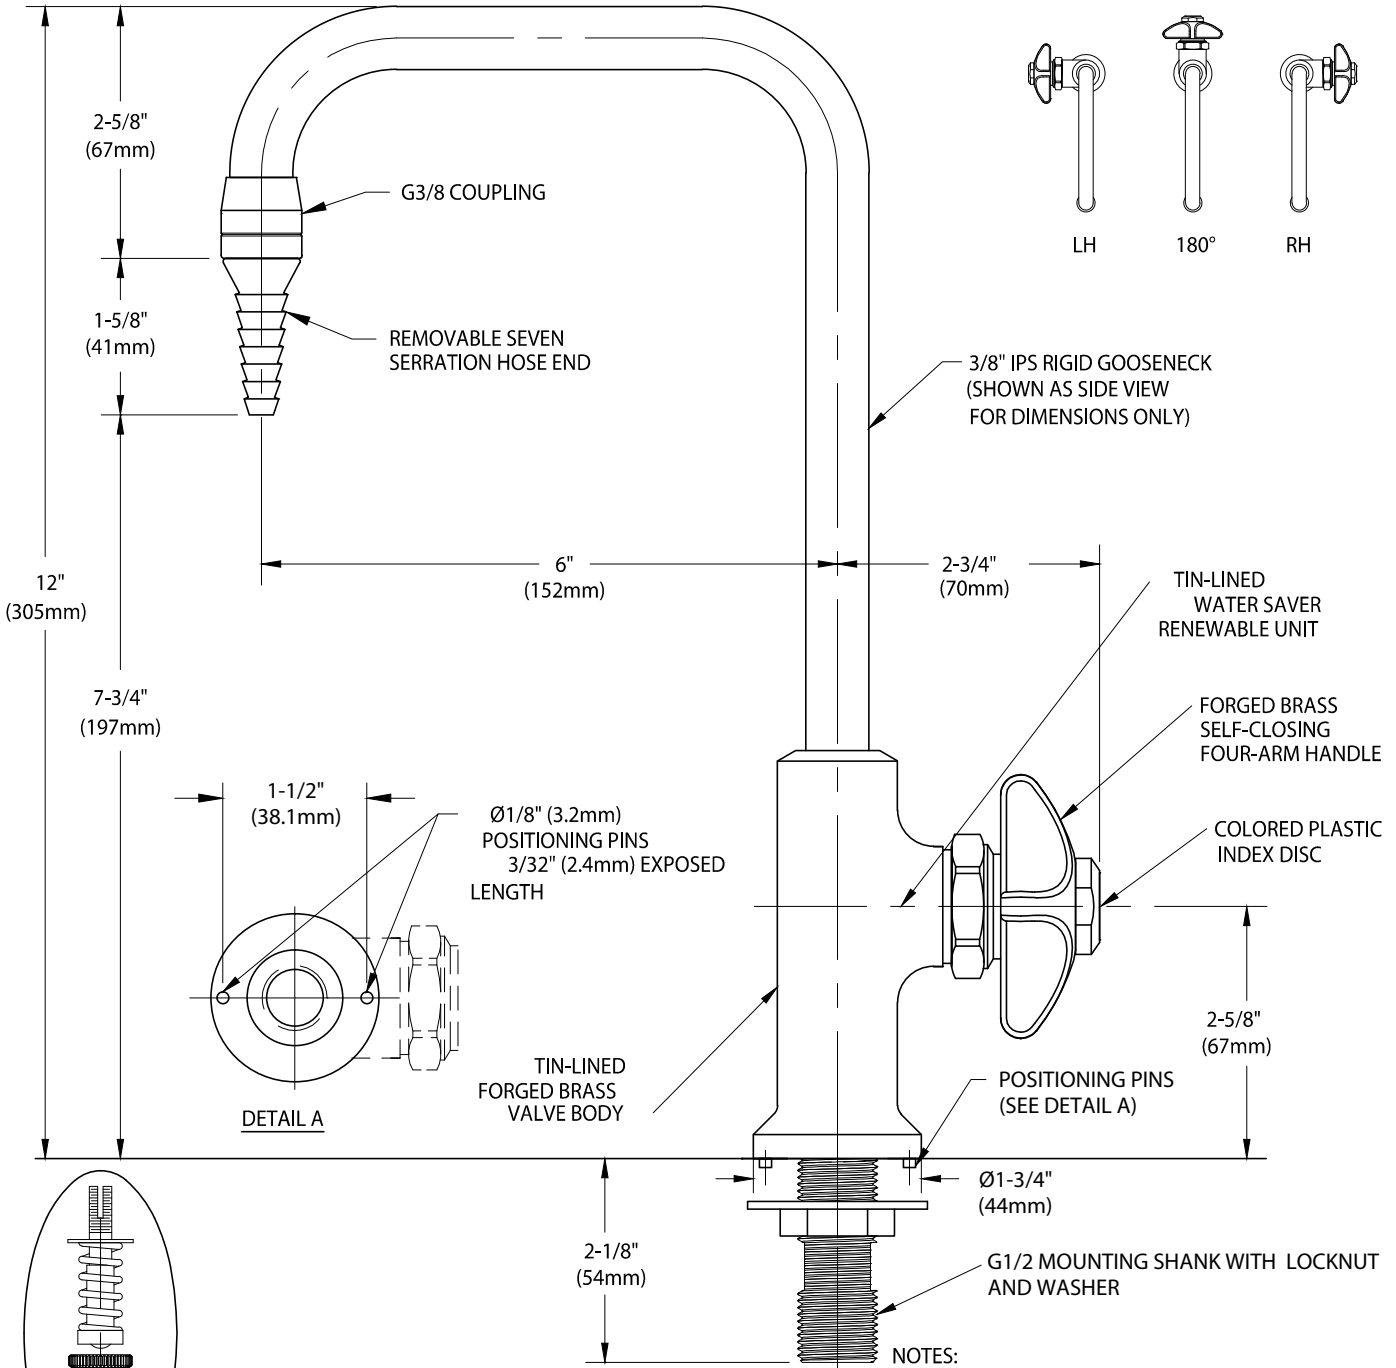 2-5/8"
(67mm)
G3/8 COUPLING
LH
180°
RH
1-5/8"
(41mm)
REMOVABLE SEVEN
SERRATION HOSE END
3/8" IPS RIGID GOOSENECK
(SHOWN AS SIDE VIEW
FOR DIMENSIONS ONLY)
12"
(305mm)
6"
(152mm)
2-3/4"
(70mm)
TIN-LINED
WATER SAVER
RENEWABLE UNIT
7-3/4"
(197mm)
FORGED BRASS
SELF-CLOSING
FOUR-ARM HANDLE
1-1/2"
(38.1mm)
Ø1/8" (3.2mm)
POSITIONING PINS
3/32" (2.4mm) EXPOSED
LENGTH
COLORED PLASTIC
INDEX DISC
2-5/8"
(67mm)
TIN-LINED
FORGED BRASS
VALVE BODY
DETAIL A
POSITIONING PINS
(SEE DETAIL A)
Ø1-3/4"
(44mm)
2-1/8"
(54mm)
G1/2 MOUNTING SHANK WITH LOCKNUT
AND WASHER
NOTES: